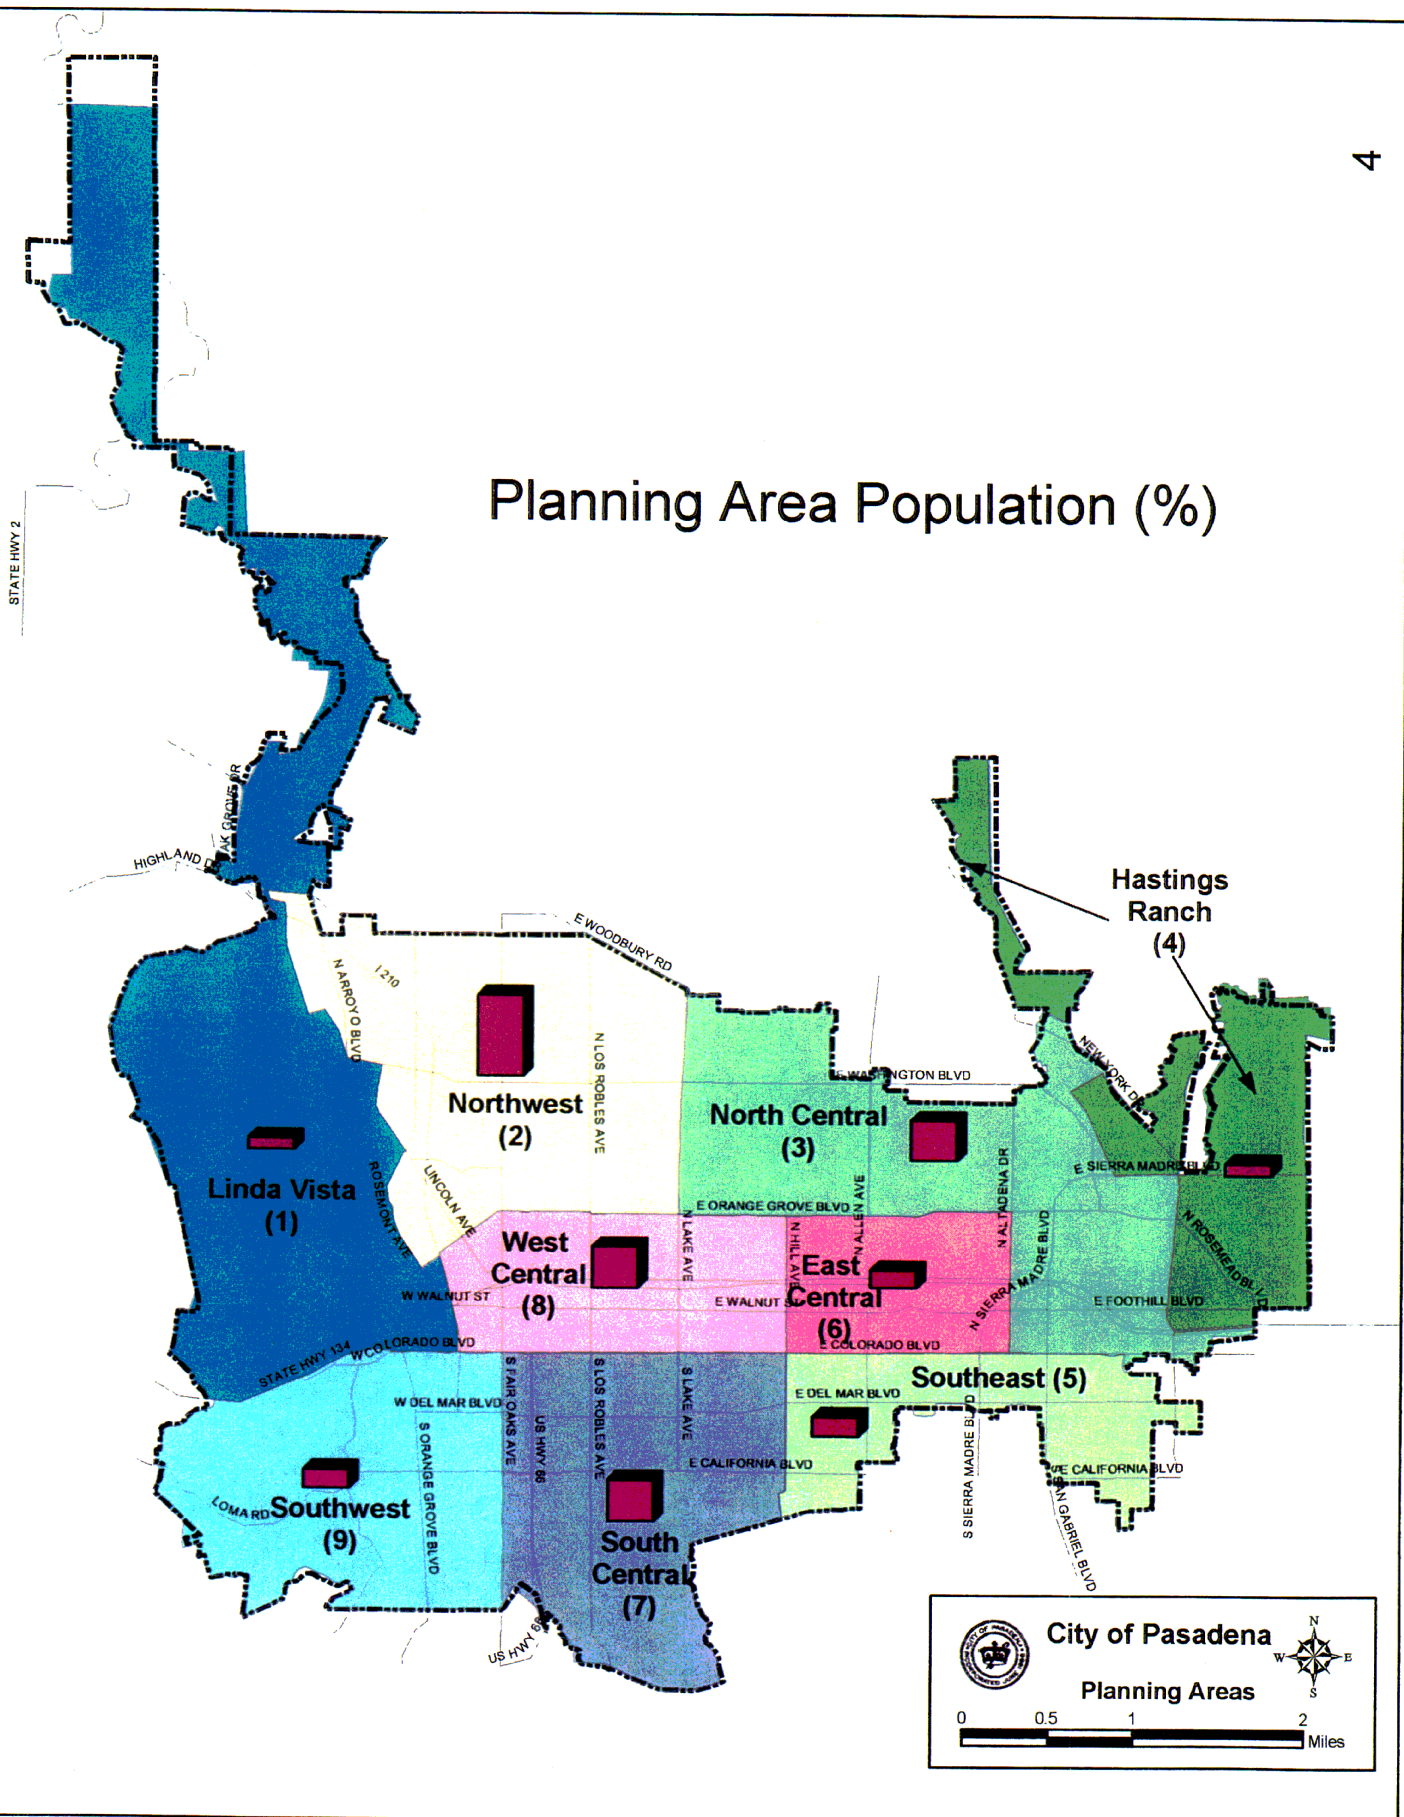 4
Planning Area Population (%)
STATE HWY 2
OAK GROVE DR
HIGHLAND DR
Hastings
Ranch
(4)
E WOODBURY RD
I 210
N ARROYO BLVD
N LOS ROBLES AVE
NEW YORK DR
E WASHINGTON BLVD
Northwest
(2)
North Central
(3)
E SIERRA MADRE BLVD
Linda Vista
(1)
ROSEMONT AVE
LINCOLN AVE
N ALLEN AVE
N ALTADENA DR
E ORANGE GROVE BLVD
N LAKE AVE
N HILL AVE
N SIERRA MADRE BLVD
N ROSEMEAD BLVD
West
Central
(8)
East
Central
(6)
W WALNUT ST
E WALNUT ST
E FOOTHILL BLVD
STATE HWY 134
W COLORADO BLVD
E COLORADO BLVD
Southeast (5)
W DEL MAR BLVD
E DEL MAR BLVD
S FAIR OAKS AVE
US HWY 66
S LOS ROBLES AVE
S LAKE AVE
S ORANGE GROVE BLVD
S SIERRA MADRE BLVD
E CALIFORNIA BLVD
E CALIFORNIA BLVD
S SAN GABRIEL BLVD
LOMA RD
Southwest
(9)
South
Central
(7)
US HWY 66
City of Pasadena
Planning Areas
N
W
E
S
0
0.5
1
2
Miles